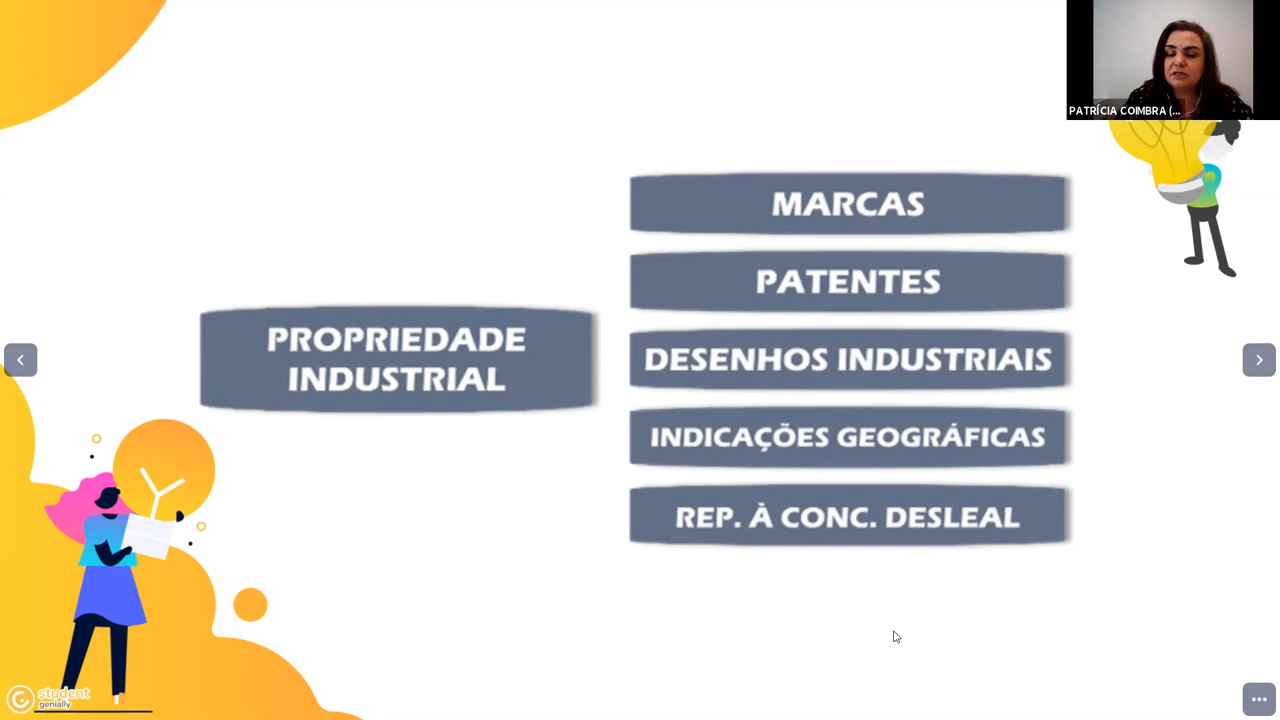 PATRÍCIA COIMBRA (...
MARCAS
PATENTES
PROPRIEDADE
INDUSTRIAL
DESENHOS INDUSTRIAIS
INDICAÇÕES GEOGRÁFICAS
REP. À CONC. DESLEAL
student
genially